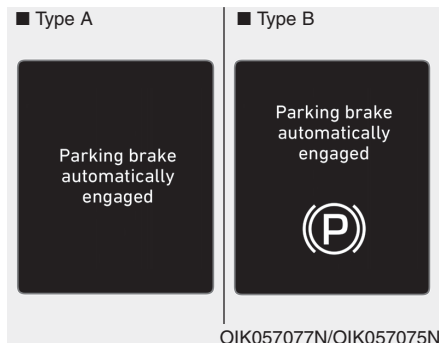 ■ Type A
Parking brake
automatically
engaged
■ Type B
Parking brake
automatically
engaged
P
OIK057077N/OIK057075N